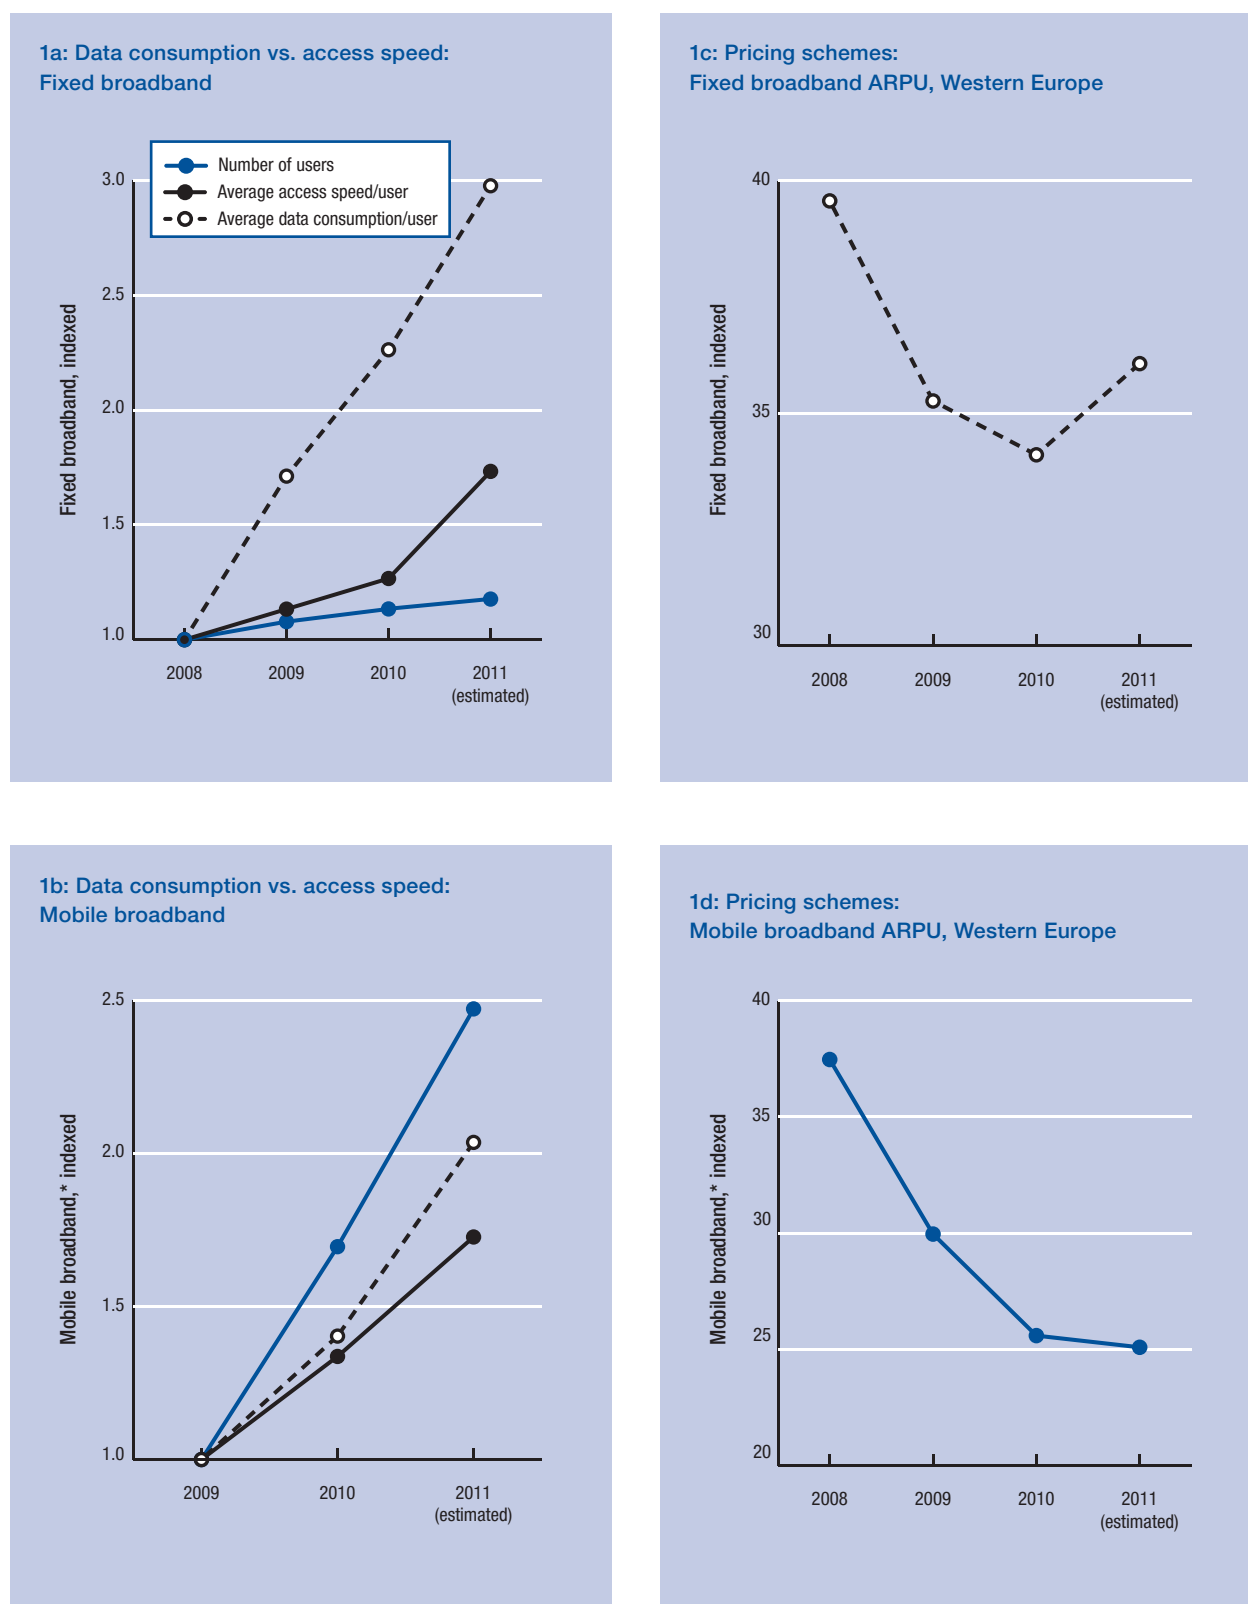 1a: Data consumption vs. access speed:
Fixed broadband
Number of users
Average access speed/user
Average data consumption/user
3.0
2.5
2.0
1.5
1.0
Fixed broadband, indexed
2008
2009
2010
2011
(estimated)
1c: Pricing schemes:
Fixed broadband ARPU, Western Europe
40
35
30
Fixed broadband, indexed
2008
2009
2010
2011
(estimated)
1b: Data consumption vs. access speed:
Mobile broadband
2.5
2.0
1.5
1.0
Mobile broadband,* indexed
2009
2010
2011
(estimated)
1d: Pricing schemes:
Mobile broadband ARPU, Western Europe
40
35
30
25
20
Mobile broadband,* indexed
2008
2009
2010
2011
(estimated)